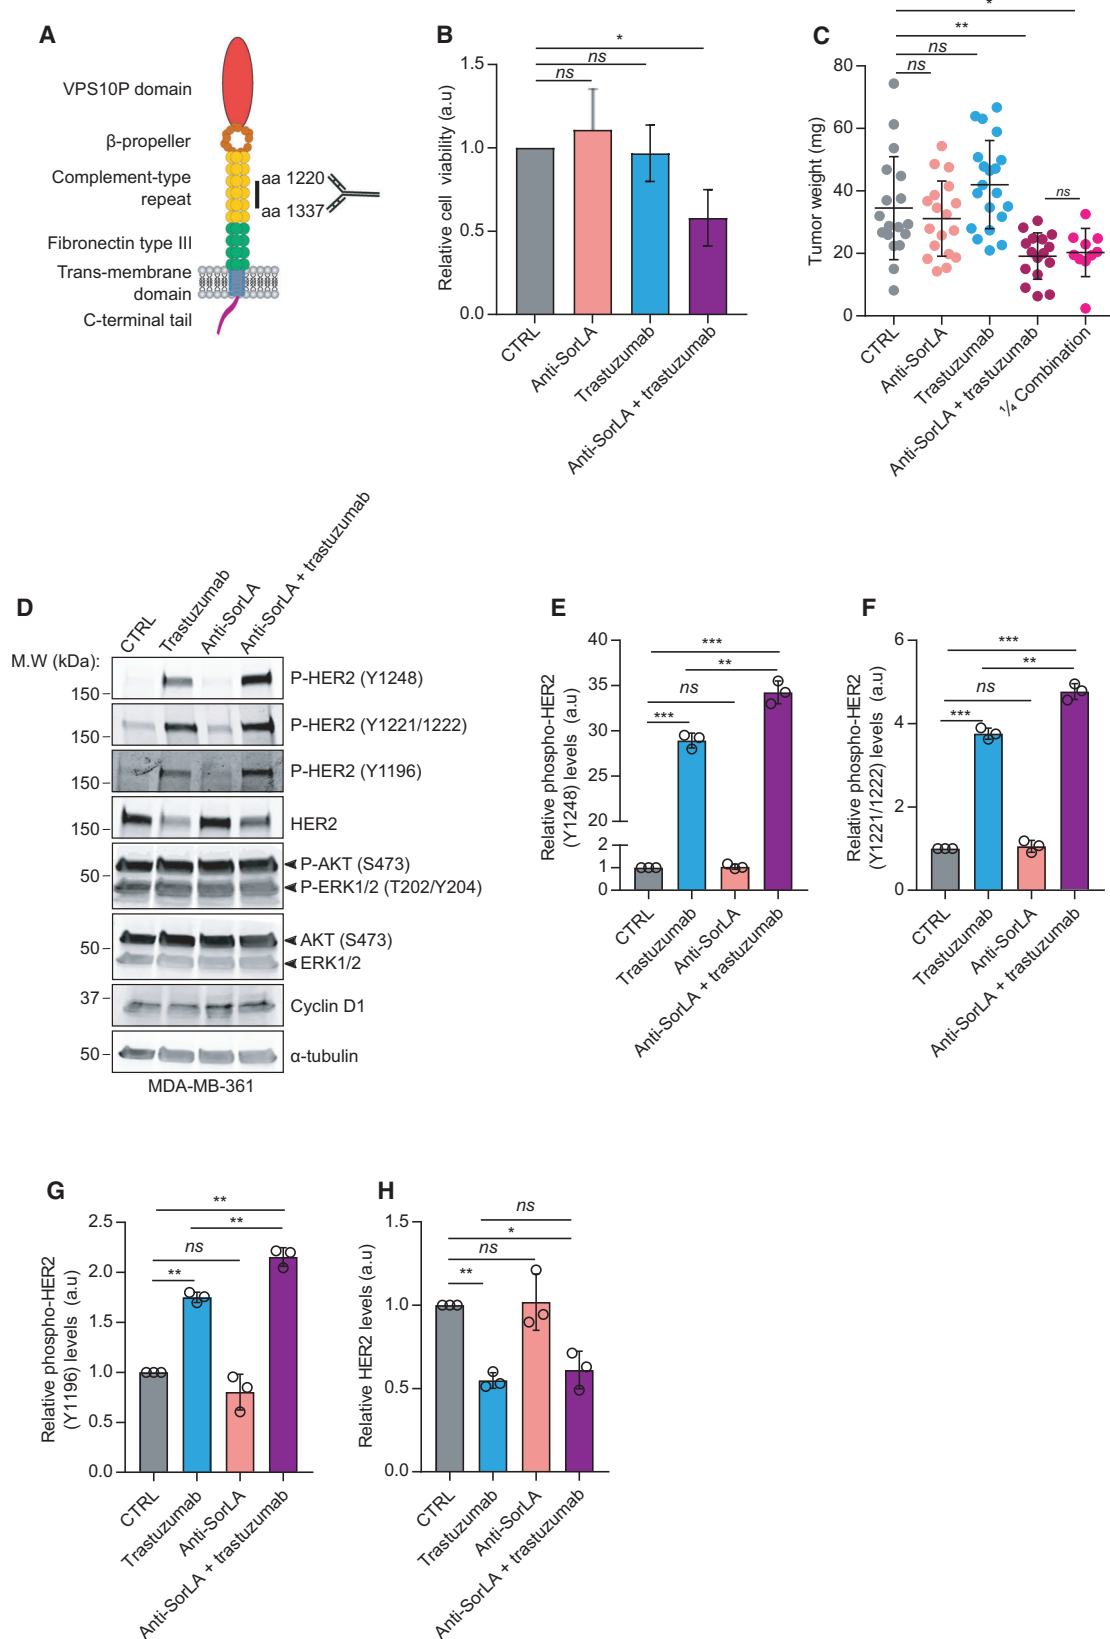 A
VPS10P domain
β-propeller
Complement-type
repeat
aa 1220
aa 1337
Fibronectin type III
Trans-membrane
domain
C-terminal tail
B
*
ns
ns
Relative cell viability (a.u)
1.5
1.0
0.5
0.0
CTRL
Anti-SorLA
Trastuzumab
Anti-SorLA + trastuzumab
C
*
**
ns
ns
ns
Tumor weight (mg)
80
60
40
20
0
CTRL
Anti-SorLA
Trastuzumab
Anti-SorLA + trastuzumab
¼ Combination
D
CTRL
Trastuzumab
Anti-SorLA
Anti-SorLA + trastuzumab
M.W (kDa):
150
P-HER2 (Y1248)
150
P-HER2 (Y1221/1222)
150
P-HER2 (Y1196)
150
HER2
50
P-AKT (S473)
P-ERK1/2 (T202/Y204)
50
AKT (S473)
ERK1/2
37
Cyclin D1
50
α-tubulin
MDA-MB-361
E
***
**
ns
***
Relative phospho-HER2
(Y1248) levels (a.u)
40
35
30
25
20
2
1
0
CTRL
Trastuzumab
Anti-SorLA
Anti-SorLA + trastuzumab
F
***
**
ns
***
Relative phospho-HER2
(Y1221/1222) levels (a.u)
6
4
2
0
CTRL
Trastuzumab
Anti-SorLA
Anti-SorLA + trastuzumab
G
**
**
ns
**
Relative phospho-HER2
(Y1196) levels (a.u)
2.5
2.0
1.5
1.0
0.5
0.0
CTRL
Trastuzumab
Anti-SorLA
Anti-SorLA + trastuzumab
H
ns
*
ns
**
Relative HER2 levels (a.u)
1.5
1.0
0.5
0.0
CTRL
Trastuzumab
Anti-SorLA
Anti-SorLA + trastuzumab